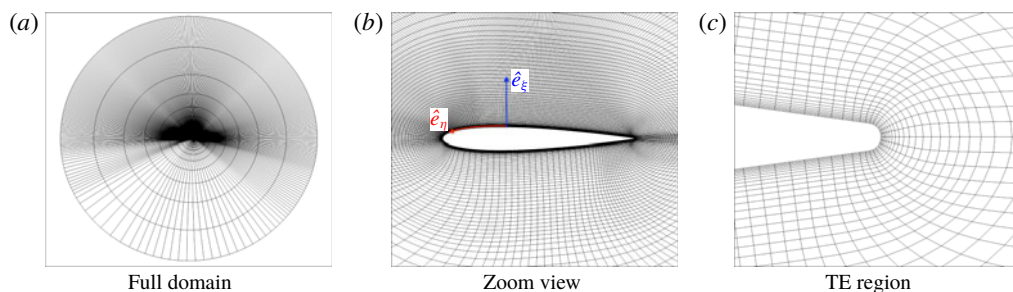 (a)
(b)
(c)
ê_ξ
ê_η
Full domain
Zoom view
TE region